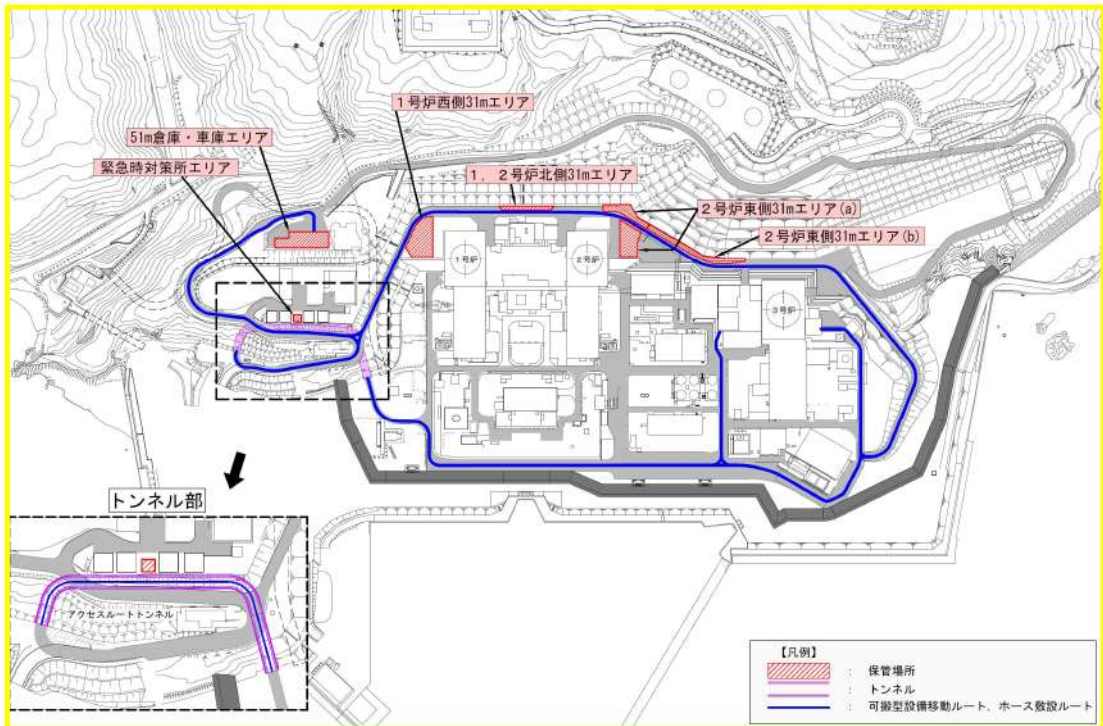 1号炉西側31mエリア
51m倉庫・車庫エリア
緊急時対策所エリア
1，2号炉北側31mエリア
2号炉東側31mエリア(a)
2号炉東側31mエリア(b)
1号炉
2号炉
3号炉
トンネル部
アクセスルートトンネル
【凡例】
： 保管場所
： トンネル
： 可搬型設備移動ルート、ホース敷設ルート